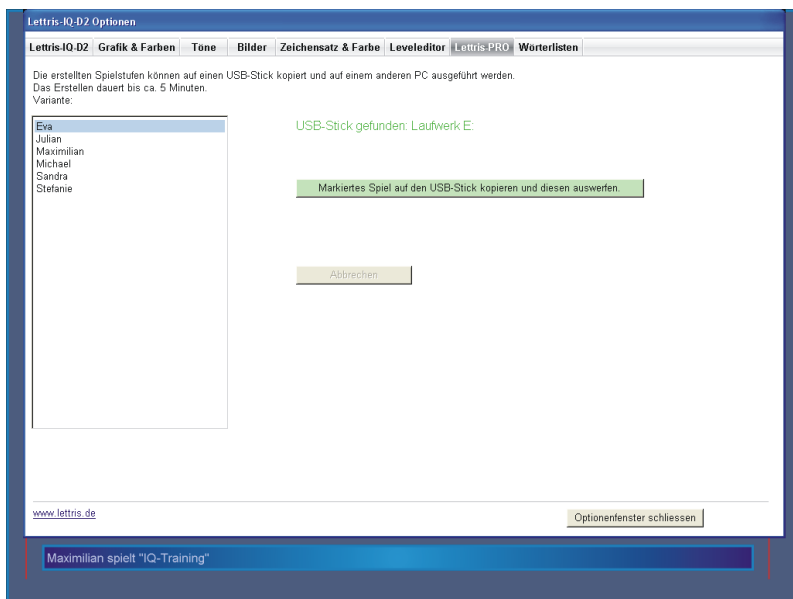 Lettris-IQ-D2 Optionen
Lettris-IQ-D2 Grafik & Farben Töne Bilder Zeichensatz & Farbe Leveleditor Lettris-PRO Wörterlisten
Die erstellten Spielstufen können auf einen USB-Stick kopiert und auf einem anderen PC ausgeführt werden.
Das Erstellen dauert bis ca. 5 Minuten.
Variante:
Eva
Julian
Maximilian
Michael
Sandra
Stefanie
USB-Stick gefunden: Laufwerk E:
Markiertes Spiel auf den USB-Stick kopieren und diesen auswerfen.
Abbrechen
www.lettris.de
Optionenfenster schliessen
Maximilian spielt "IQ-Training"